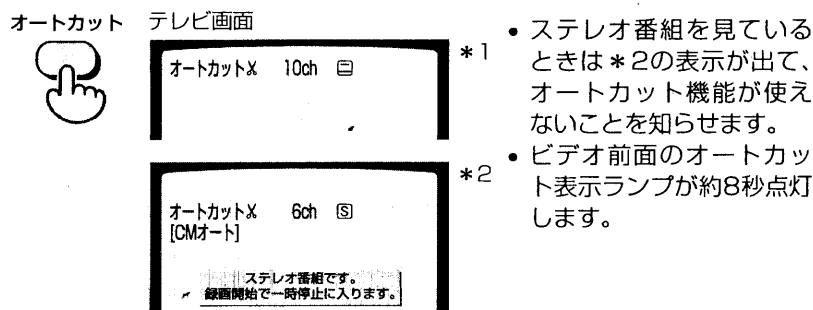 オートカット
テレビ画面
*1
オートカット✂ 10ch 日
*2
オートカット✂ 6ch S
[CMオート]
ステレオ番組です。
録画開始で一時停止に入ります。
• ステレオ番組を見ている
ときは*2の表示が出て、
オートカット機能が使え
ないことを知らせます。
• ビデオ前面のオートカッ
ト表示ランプが約8秒点灯
します。